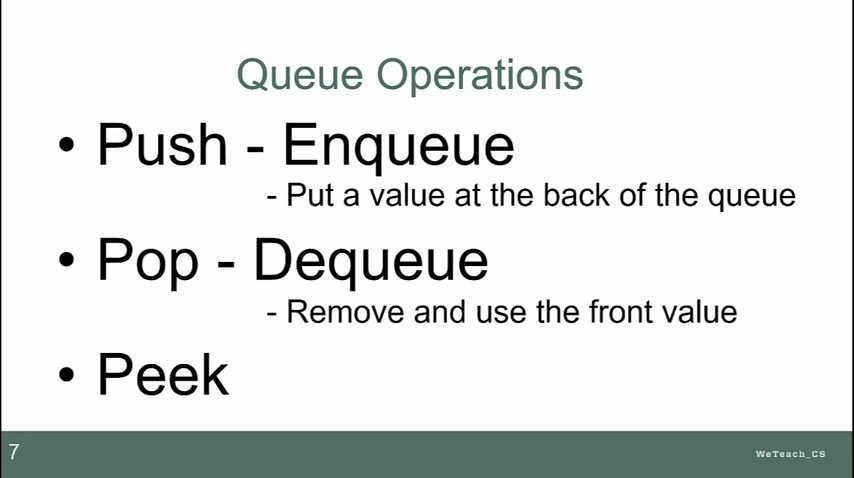 Queue Operations
• Push - Enqueue
- Put a value at the back of the queue
• Pop - Dequeue
- Remove and use the front value
• Peek
7
WeTeach_CS